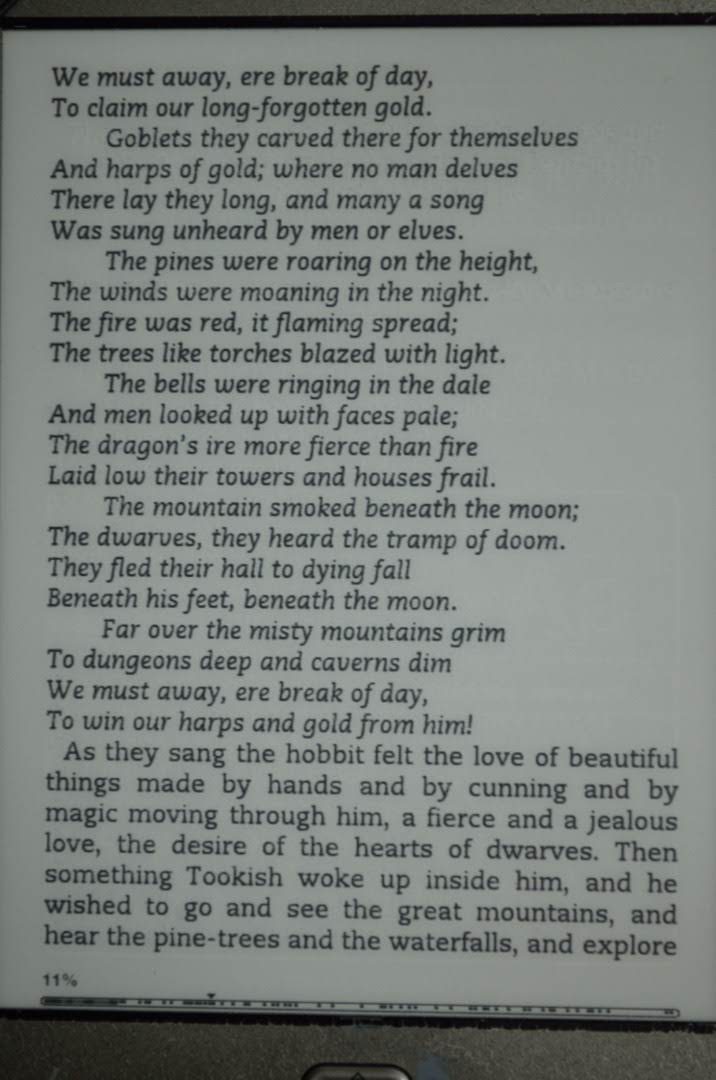 We must away, ere break of day,
To claim our long-forgotten gold.
Goblets they carved there for themselves
And harps of gold; where no man delves
There lay they long, and many a song
Was sung unheard by men or elves.
The pines were roaring on the height,
The winds were moaning in the night.
The fire was red, it flaming spread;
The trees like torches blazed with light.
The bells were ringing in the dale
And men looked up with faces pale;
The dragon's ire more fierce than fire
Laid low their towers and houses frail.
The mountain smoked beneath the moon;
The dwarves, they heard the tramp of doom.
They fled their hall to dying fall
Beneath his feet, beneath the moon.
Far over the misty mountains grim
To dungeons deep and caverns dim
We must away, ere break of day,
To win our harps and gold from him!
As they sang the hobbit felt the love of beautiful
things made by hands and by cunning and by
magic moving through him, a fierce and a jealous
love, the desire of the hearts of dwarves. Then
something Tookish woke up inside him, and he
wished to go and see the great mountains, and
hear the pine-trees and the waterfalls, and explore
11%